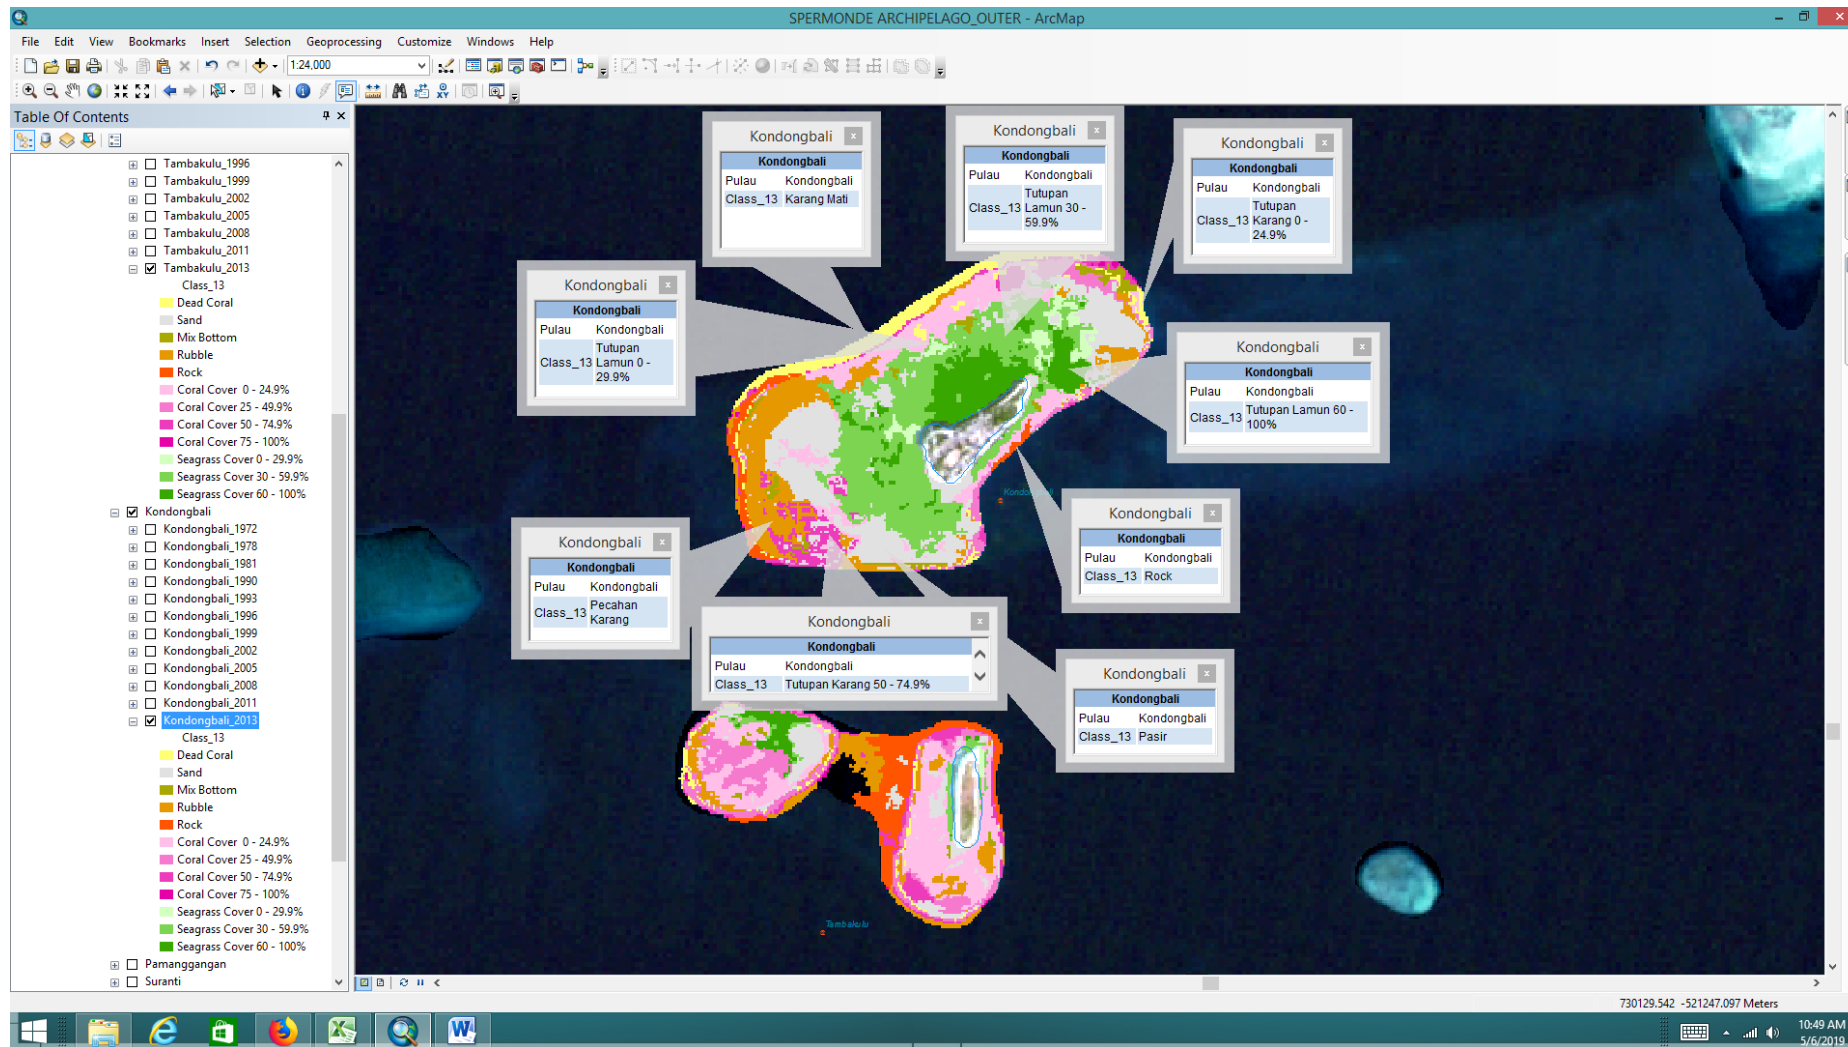 SPERMONDE ARCHIPELAGO_OUTER - ArcMap
File Edit View Bookmarks Insert Selection Geoprocessing Customize Windows Help
1:24,000
Table Of Contents
Tambakulu_1996
Tambakulu_1999
Tambakulu_2002
Tambakulu_2005
Tambakulu_2008
Tambakulu_2011
Tambakulu_2013
Class_13
Dead Coral
Sand
Mix Bottom
Rubble
Rock
Coral Cover 0 - 24.9%
Coral Cover 25 - 49.9%
Coral Cover 50 - 74.9%
Coral Cover 75 - 100%
Seagrass Cover 0 - 29.9%
Seagrass Cover 30 - 59.9%
Seagrass Cover 60 - 100%
Kondongbali
Kondongbali_1972
Kondongbali_1978
Kondongbali_1981
Kondongbali_1990
Kondongbali_1993
Kondongbali_1996
Kondongbali_1999
Kondongbali_2002
Kondongbali_2005
Kondongbali_2008
Kondongbali_2011
Kondongbali_2013
Class_13
Dead Coral
Sand
Mix Bottom
Rubble
Rock
Coral Cover 0 - 24.9%
Coral Cover 25 - 49.9%
Coral Cover 50 - 74.9%
Coral Cover 75 - 100%
Seagrass Cover 0 - 29.9%
Seagrass Cover 30 - 59.9%
Seagrass Cover 60 - 100%
Pamanggangan
Suranti
Kondongbali
Kondongbali
Pulau Kondongbali
Class_13 Karang Mati
Kondongbali
Kondongbali
Pulau Kondongbali
Class_13 Tutupan
Lamun 30 -
59.9%
Kondongbali
Kondongbali
Pulau Kondongbali
Class_13 Tutupan
Karang 0 -
24.9%
Kondongbali
Kondongbali
Pulau Kondongbali
Class_13 Tutupan
Lamun 0 -
29.9%
Kondongbali
Kondongbali
Pulau Kondongbali
Class_13 Tutupan Lamun 60 -
100%
Kondongbali
Kondongbali
Kondongbali
Pulau Kondongbali
Class_13 Rock
Kondongbali
Kondongbali
Pulau Kondongbali
Class_13 Pecahan
Karang
Kondongbali
Kondongbali
Pulau Kondongbali
Class_13 Tutupan Karang 50 - 74.9%
Kondongbali
Kondongbali
Pulau Kondongbali
Class_13 Pasir
Tambakulu
730129.542 -521247.097 Meters
10:49 AM
5/6/2019